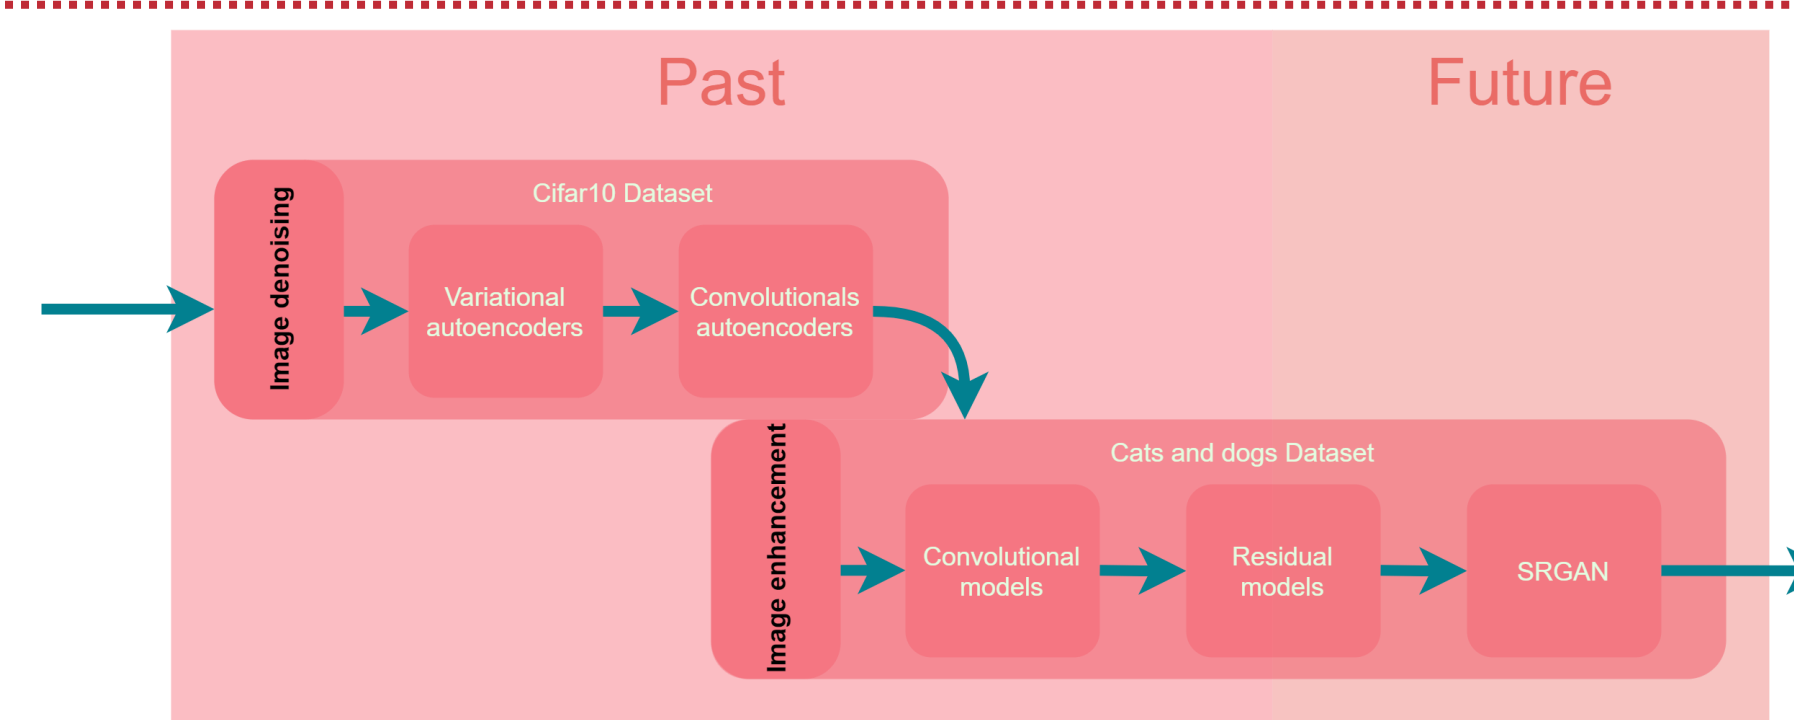 Past
Future
Image denoising
Cifar10 Dataset
Variational
autoencoders
Convolutionals
autoencoders
Image enhancement
Cats and dogs Dataset
Convolutional
models
Residual
models
SRGAN